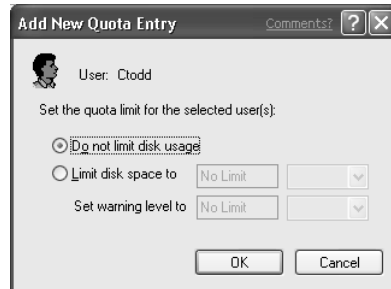 Add New Quota Entry Comments? ?
User: Ctodd
Set the quota limit for the selected user(s):
Do not limit disk usage
Limit disk space to No Limit
Set warning level to No Limit
OK Cancel